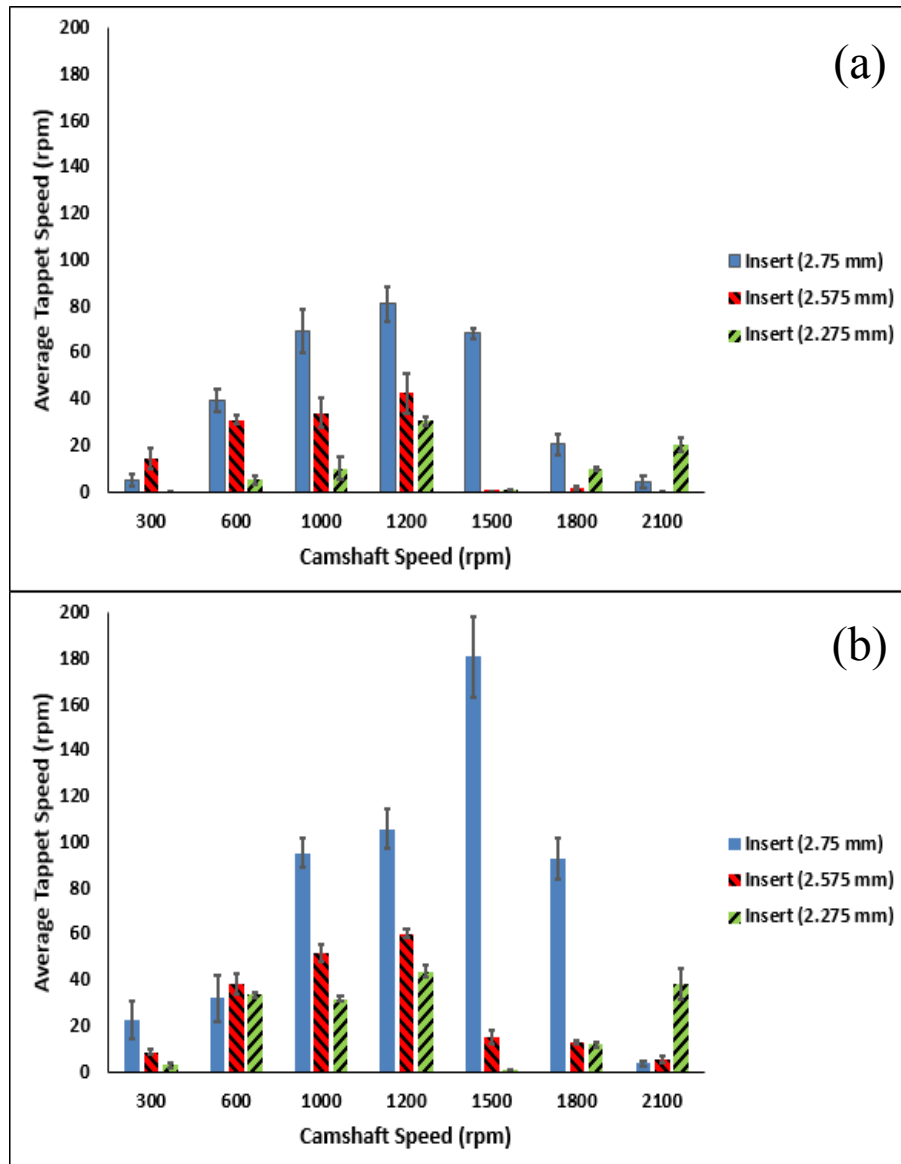 (a)
200
180
160
140
120
100
80
60
40
20
0
Average Tappet Speed (rpm)
300 600 1000 1200 1500 1800 2100
Camshaft Speed (rpm)
Insert (2.75 mm)
Insert (2.575 mm)
Insert (2.275 mm)
(b)
200
180
160
140
120
100
80
60
40
20
0
Average Tappet Speed (rpm)
300 600 1000 1200 1500 1800 2100
Camshaft Speed (rpm)
Insert (2.75 mm)
Insert (2.575 mm)
Insert (2.275 mm)